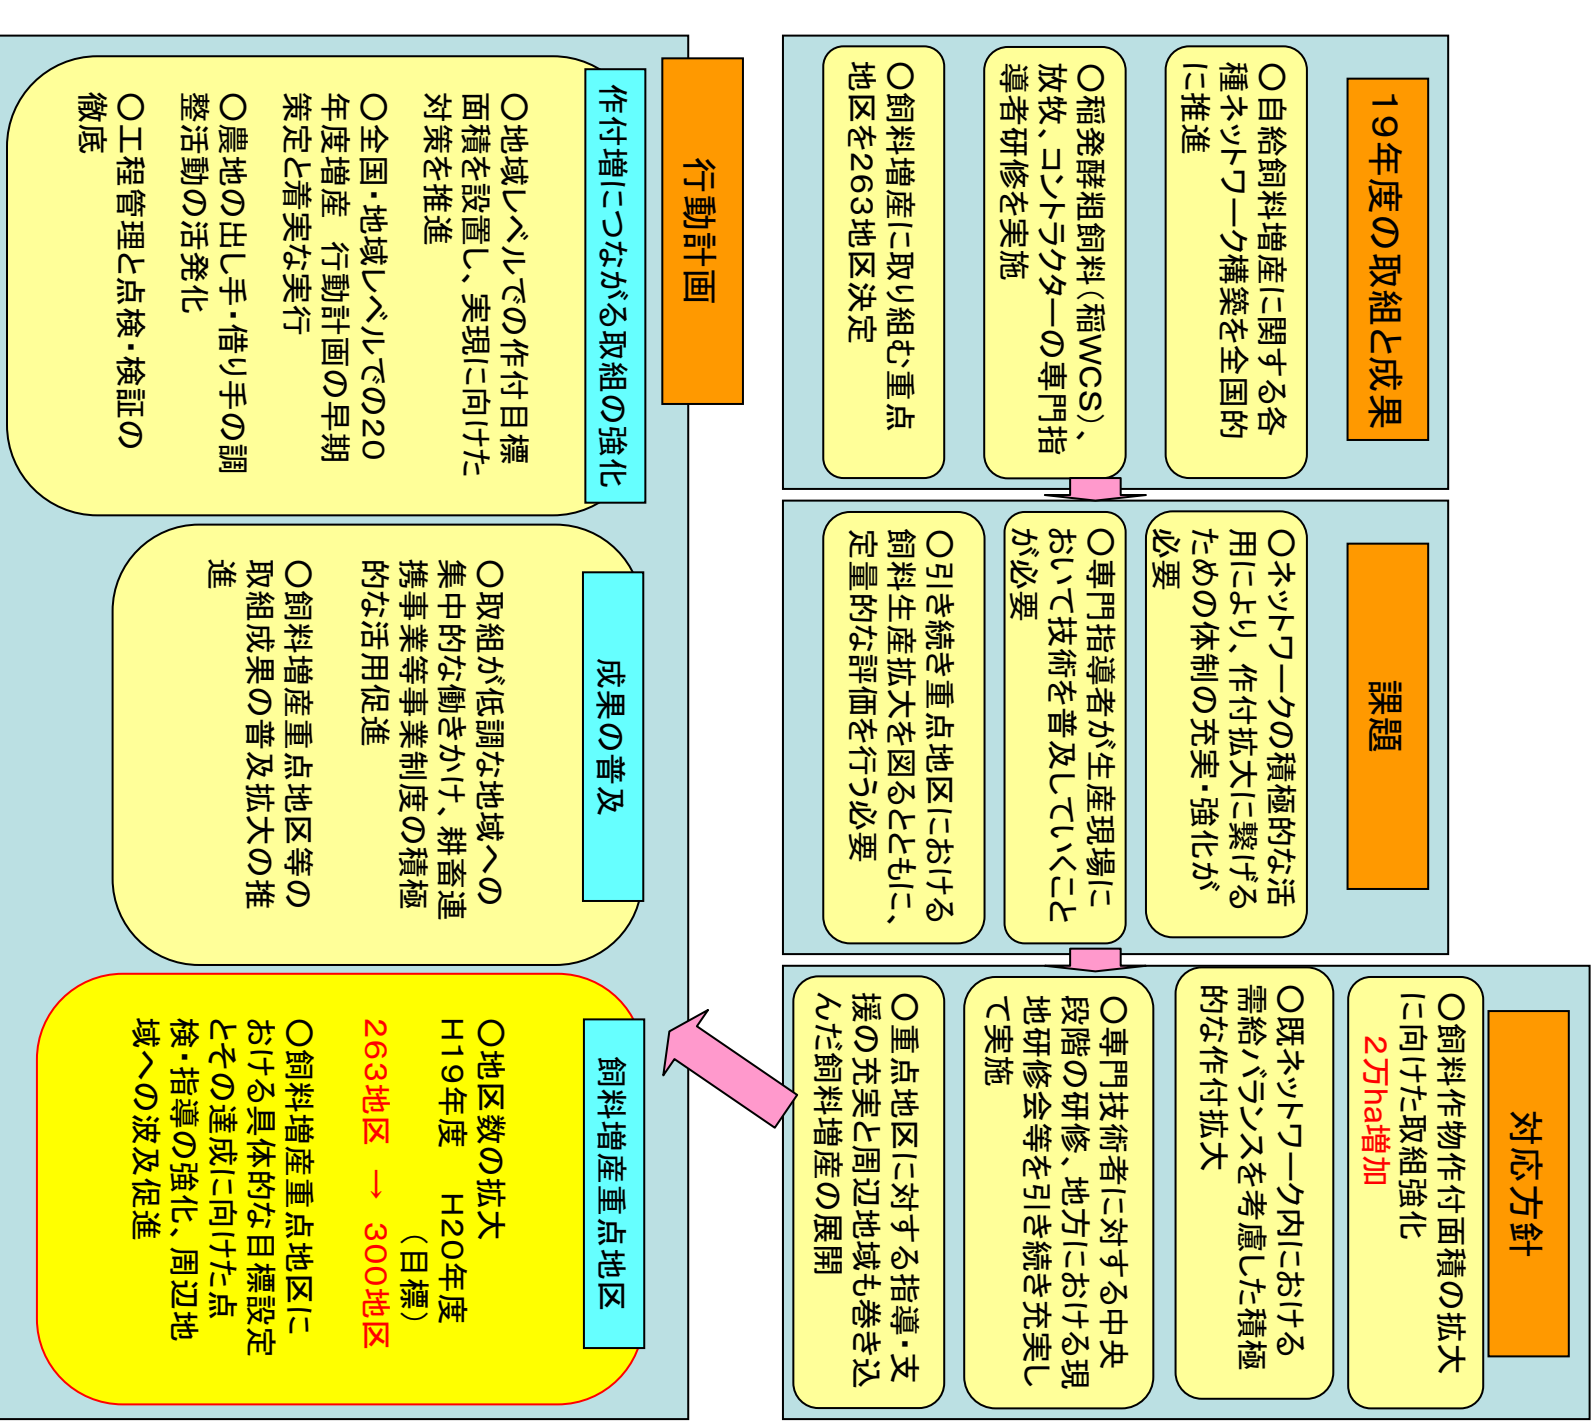 19年度の取組と成果
○自給飼料増産に関する各
種ネットワーク構築を全国的
に推進
○稲発酵粗飼料(稲WCS)、
放牧、コントラクターの専門指
導者研修を実施
○飼料増産に取り組む重点
地区を263地区決定
課題
○ネットワークの積極的な活
用により、作付拡大に繋げる
ための体制の充実・強化が
必要
○専門指導者が生産現場に
おいて技術を普及していくこと
が必要
○引き続き重点地区における
飼料生産拡大を図るとともに、
定量的な評価を行う必要
対応方針
○飼料作物作付面積の拡大
に向けた取組強化
2万ha増加
○既ネットワーク内における
需給バランスを考慮した積極
的な作付拡大
○専門技術者に対する中央
段階の研修、地方における現
地研修会等を引き続き充実し
て実施
○重点地区に対する指導・支
援の充実と周辺地域も巻き込
んだ飼料増産の展開
行動計画
作付増につながる取組の強化
○地域レベルでの作付目標
面積を設置し、実現に向けた
対策を推進
○全国・地域レベルでの20
年度増産 行動計画の早期
策定と着実な実行
○農地の出し手・借り手の調
整活動の活発化
○工程管理と点検・検証の
徹底
成果の普及
○取組が低調な地域への
集中的な働きかけ、耕畜連
携事業等事業制度の積極
的な活用促進
○飼料増産重点地区等の
取組成果の普及拡大の推
進
飼料増産重点地区
○地区数の拡大
H19年度 H20年度
(目標)
263地区 → 300地区
○飼料増産重点地区に
おける具体的な目標設定
とその達成に向けた点
検・指導の強化、周辺地
域への波及促進